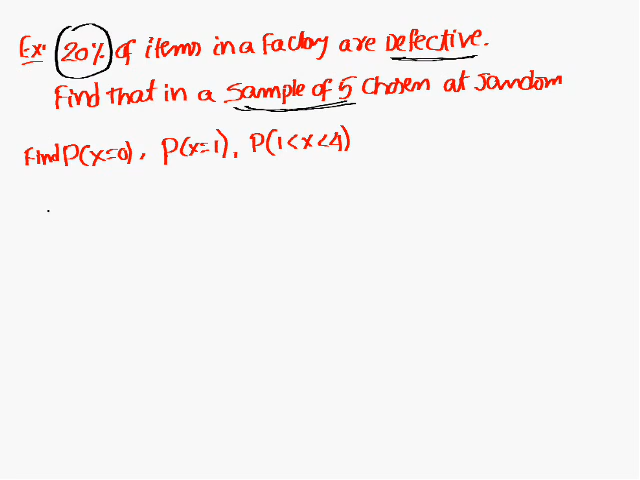 Ex: 20% of items in a factory are Defective.
Find that in a sample of 5 chosen at random
Find P(x=0), P(x=1), P(1<x<4)